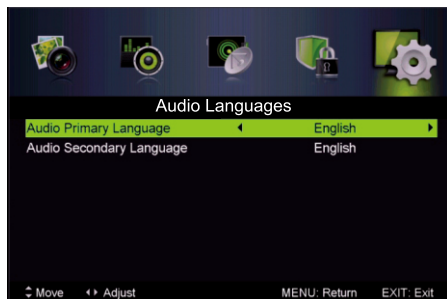 Audio Languages
Audio Primary Language English
Audio Secondary Language English
Move Adjust MENU: Return EXIT: Exit